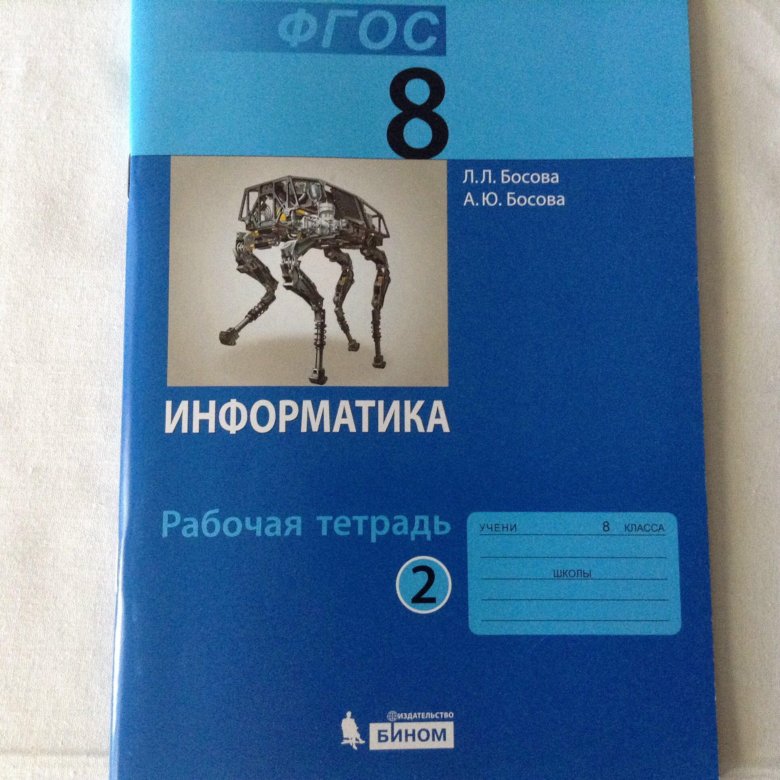 ФГОС
8
Л.Л. Босова
А.Ю. Босова
ИНФОРМАТИКА
Рабочая тетрадь
2
УЧЕНИ 8 КЛАССА
ШКОЛЫ
ИЗДАТЕЛЬСТВО
БИНОМ